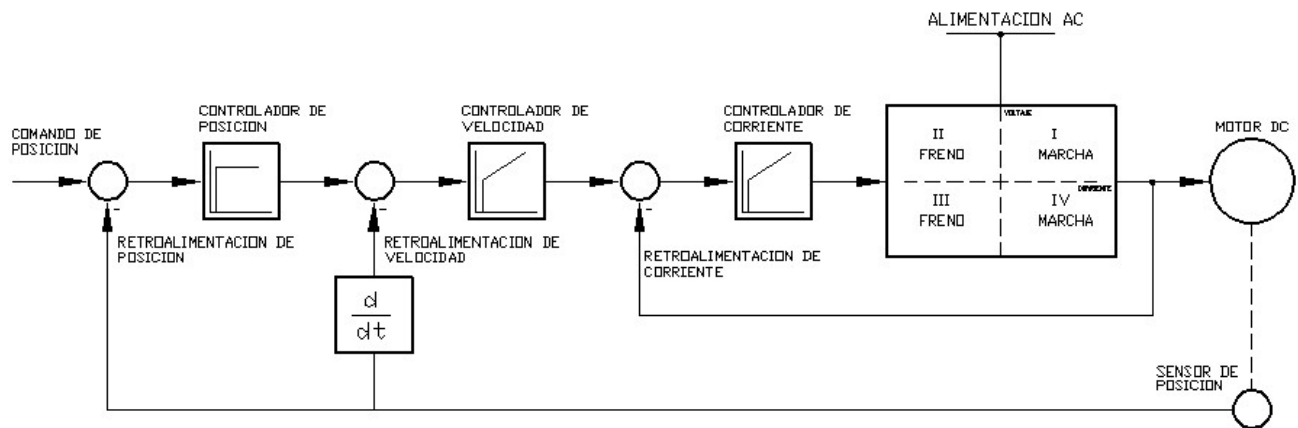 ALIMENTACION AC
COMANDO DE
POSICION
CONTROLADOR DE
POSICION
CONTROLADOR DE
VELOCIDAD
CONTROLADOR DE
CORRIENTE
VOLTAJE
II
FRENO
I
MARCHA
CORRIENTE
III
FRENO
IV
MARCHA
MOTOR DC
-
-
-
RETROALIMENTACION DE
POSICION
RETROALIMENTACION DE
VELOCIDAD
RETROALIMENTACION DE
CORRIENTE
d
dt
SENSOR DE
POSICION